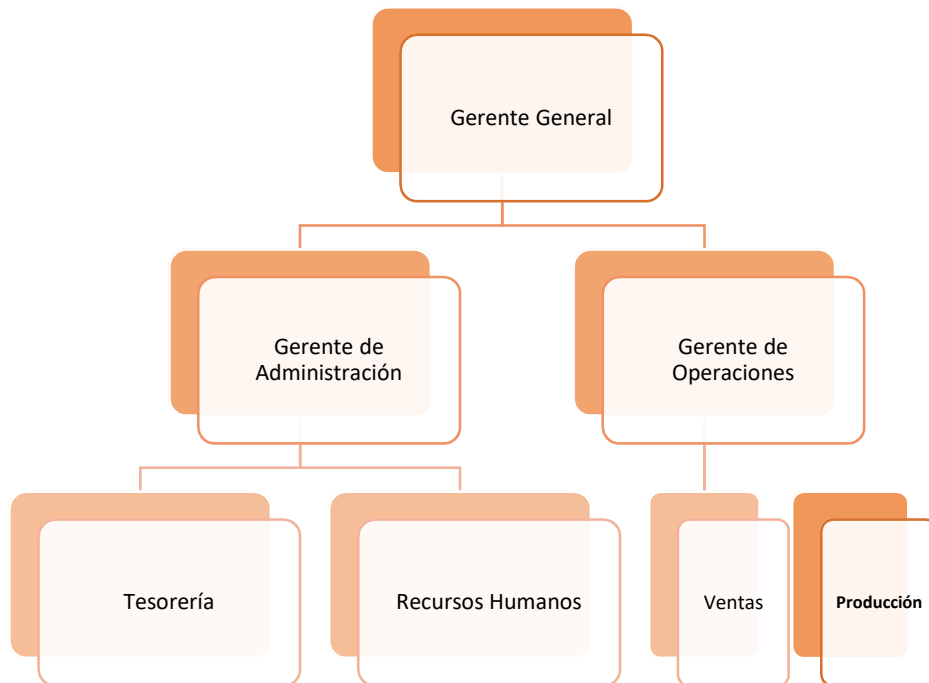 Gerente General
Gerente de
Administración
Gerente de
Operaciones
Tesorería
Recursos Humanos
Ventas
Producción